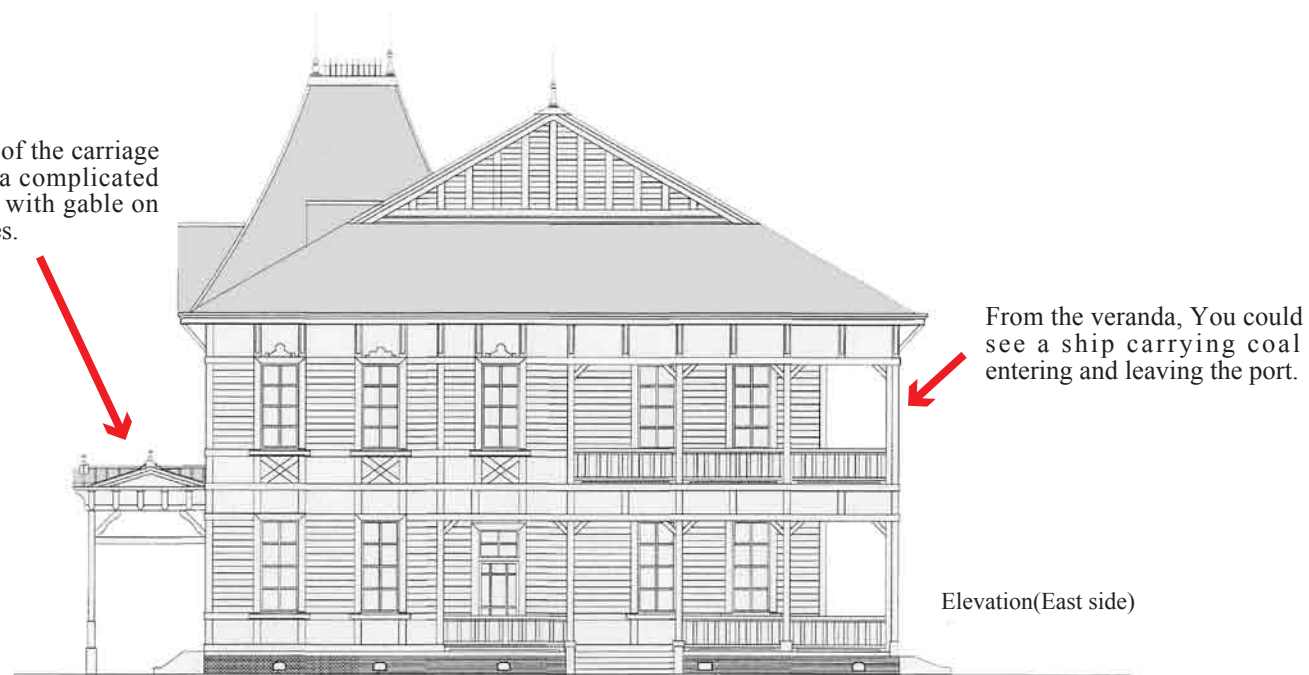 of the carriage
a complicated
with gable on
es.
From the veranda, You could
see a ship carrying coal
entering and leaving the port.
Elevation(East side)